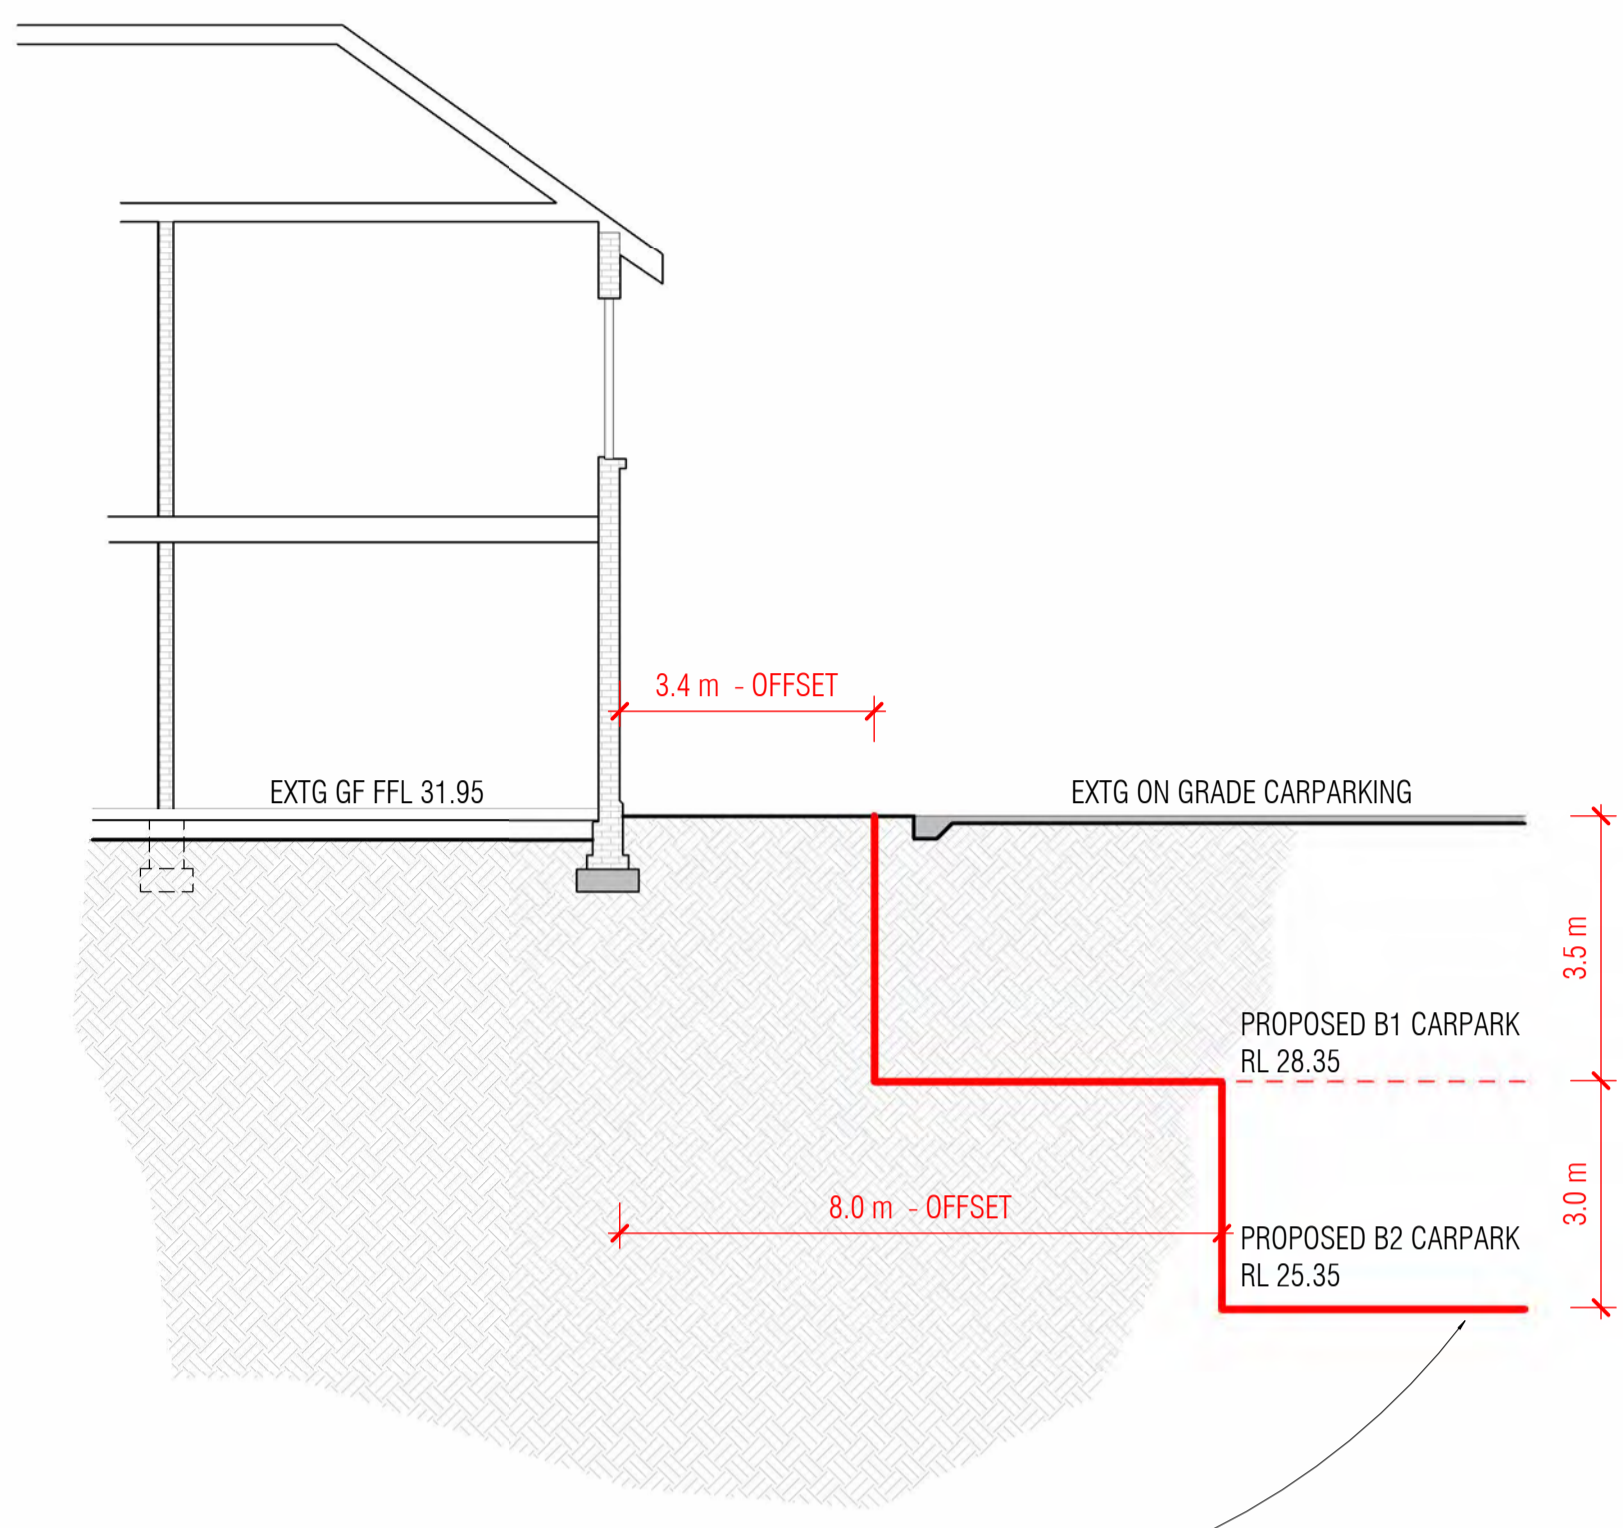 3.4 m - OFFSET
EXTG GF FFL 31.95
EXTG ON GRADE CARPARKING
3.5 m
PROPOSED B1 CARPARK
RL 28.35
3.0 m
8.0 m - OFFSET
PROPOSED B2 CARPARK
RL 25.35